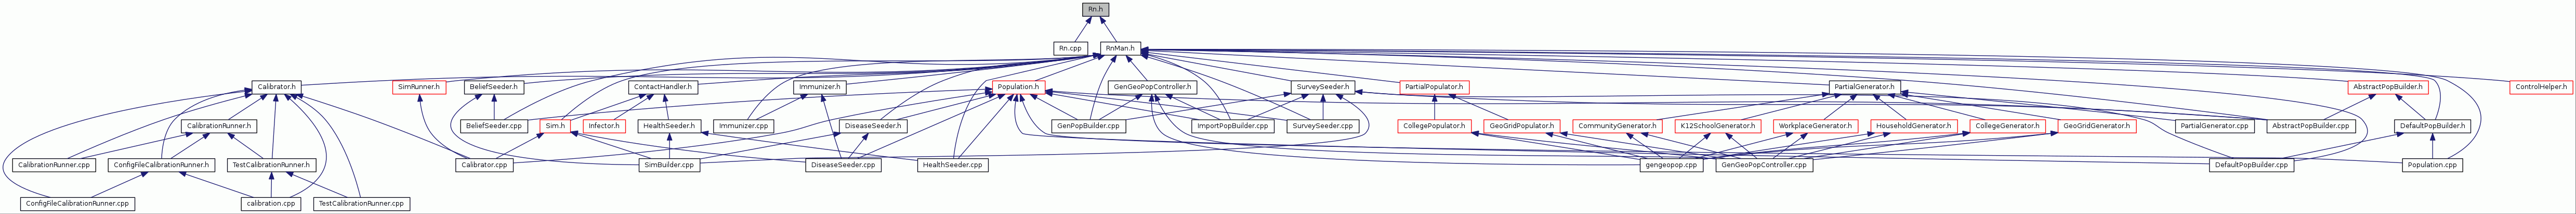 Rn.h
Rn.cpp
RnMan.h
Calibrator.h
SimRunner.h
BeliefSeeder.h
ContactHandler.h
Immunizer.h
Population.h
GenGeoPopController.h
SurveySeeder.h
PartialPopulator.h
PartialGenerator.h
AbstractPopBuilder.h
ControlHelper.h
CalibrationRunner.h
BeliefSeeder.cpp
Sim.h
Infector.h
HealthSeeder.h
Immunizer.cpp
DiseaseSeeder.h
GenPopBuilder.cpp
ImportPopBuilder.cpp
SurveySeeder.cpp
CollegePopulator.h
GeoGridPopulator.h
CommunityGenerator.h
K12SchoolGenerator.h
WorkplaceGenerator.h
HouseholdGenerator.h
CollegeGenerator.h
GeoGridGenerator.h
PartialGenerator.cpp
AbstractPopBuilder.cpp
DefaultPopBuilder.h
CalibrationRunner.cpp
ConfigFileCalibrationRunner.h
TestCalibrationRunner.h
Calibrator.cpp
SimBuilder.cpp
DiseaseSeeder.cpp
HealthSeeder.cpp
gengeopop.cpp
GenGeoPopController.cpp
DefaultPopBuilder.cpp
Population.cpp
ConfigFileCalibrationRunner.cpp
calibration.cpp
TestCalibrationRunner.cpp